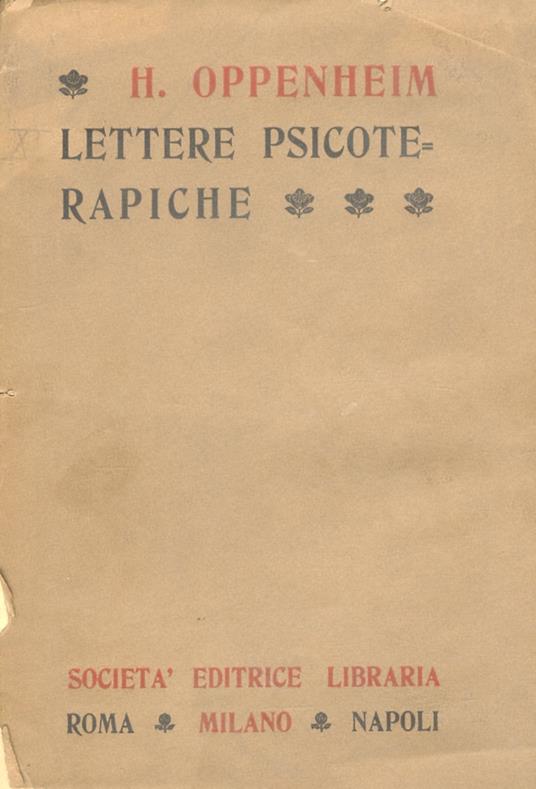 H. OPPENHEIM
LETTERE PSICOTE=
RAPICHE
SOCIETA' EDITRICE LIBRARIA
ROMA MILANO NAPOLI